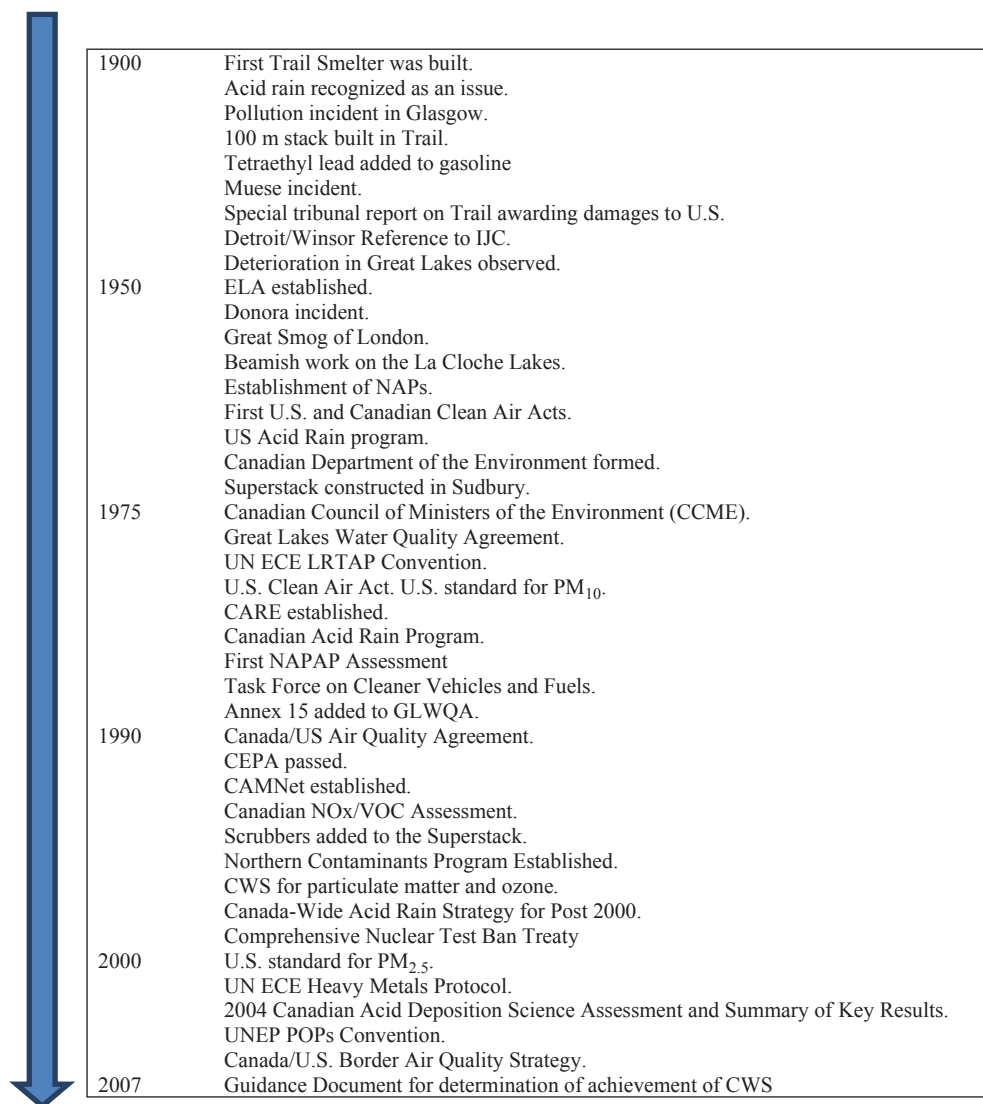 1900 First Trail Smelter was built.
Acid rain recognized as an issue.
Pollution incident in Glasgow.
100 m stack built in Trail.
Tetraethyl lead added to gasoline
Muese incident.
Special tribunal report on Trail awarding damages to U.S.
Detroit/Winsor Reference to IJC.
Deterioration in Great Lakes observed.
1950 ELA established.
Donora incident.
Great Smog of London.
Beamish work on the La Cloche Lakes.
Establishment of NAPs.
First U.S. and Canadian Clean Air Acts.
US Acid Rain program.
Canadian Department of the Environment formed.
Superstack constructed in Sudbury.
1975 Canadian Council of Ministers of the Environment (CCME).
Great Lakes Water Quality Agreement.
UN ECE LRTAP Convention.
U.S. Clean Air Act. U.S. standard for PM₁₀.
CARE established.
Canadian Acid Rain Program.
First NAPAP Assessment
Task Force on Cleaner Vehicles and Fuels.
Annex 15 added to GLWQA.
1990 Canada/US Air Quality Agreement.
CEPA passed.
CAMNet established.
Canadian NOx/VOC Assessment.
Scrubbers added to the Superstack.
Northern Contaminants Program Established.
CWS for particulate matter and ozone.
Canada-Wide Acid Rain Strategy for Post 2000.
Comprehensive Nuclear Test Ban Treaty
2000 U.S. standard for PM₂.₅.
UN ECE Heavy Metals Protocol.
2004 Canadian Acid Deposition Science Assessment and Summary of Key Results.
UNEP POPs Convention.
Canada/U.S. Border Air Quality Strategy.
2007 Guidance Document for determination of achievement of CWS